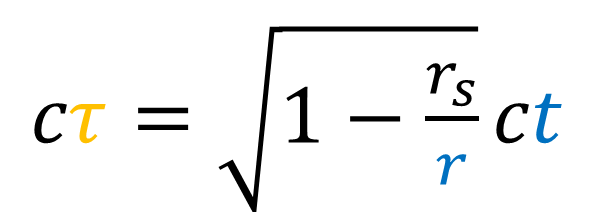 cτ = √(1 − r_s/r) ct